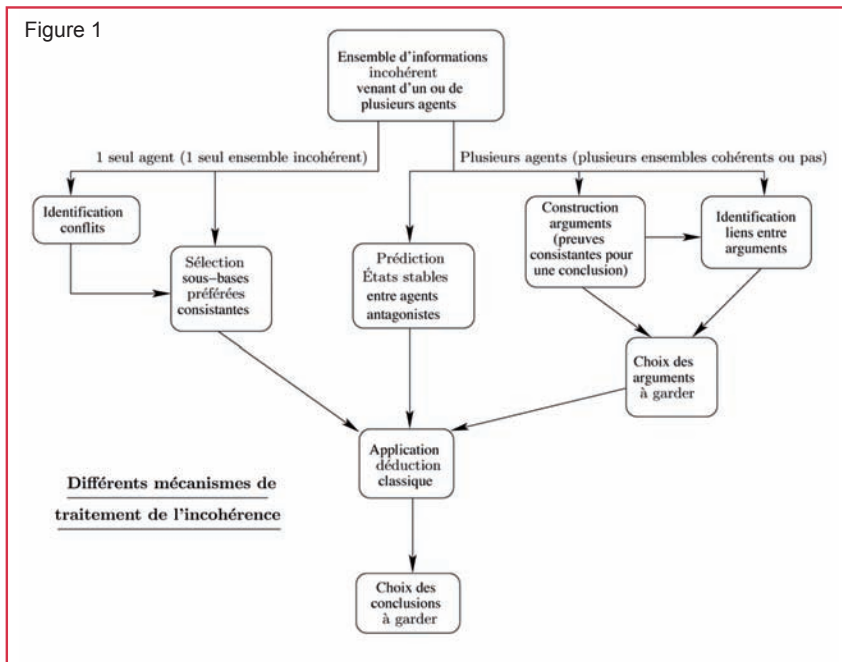 Figure 1
Ensemble d'informations
incohérent
venant d'un ou de
plusieurs agents
1 seul agent (1 seul ensemble incohérent)
Plusieurs agents (plusieurs ensembles cohérents ou pas)
Identification
conflits
Sélection
sous-bases
préférées
consistantes
Prédiction
États stables
entre agents
antagonistes
Construction
arguments
(preuves
consistantes pour
une conclusion)
Identification
liens entre
arguments
Choix des
arguments
à garder
Application
déduction
classique
Différents mécanismes de
traitement de l'incohérence
Choix des
conclusions
à garder